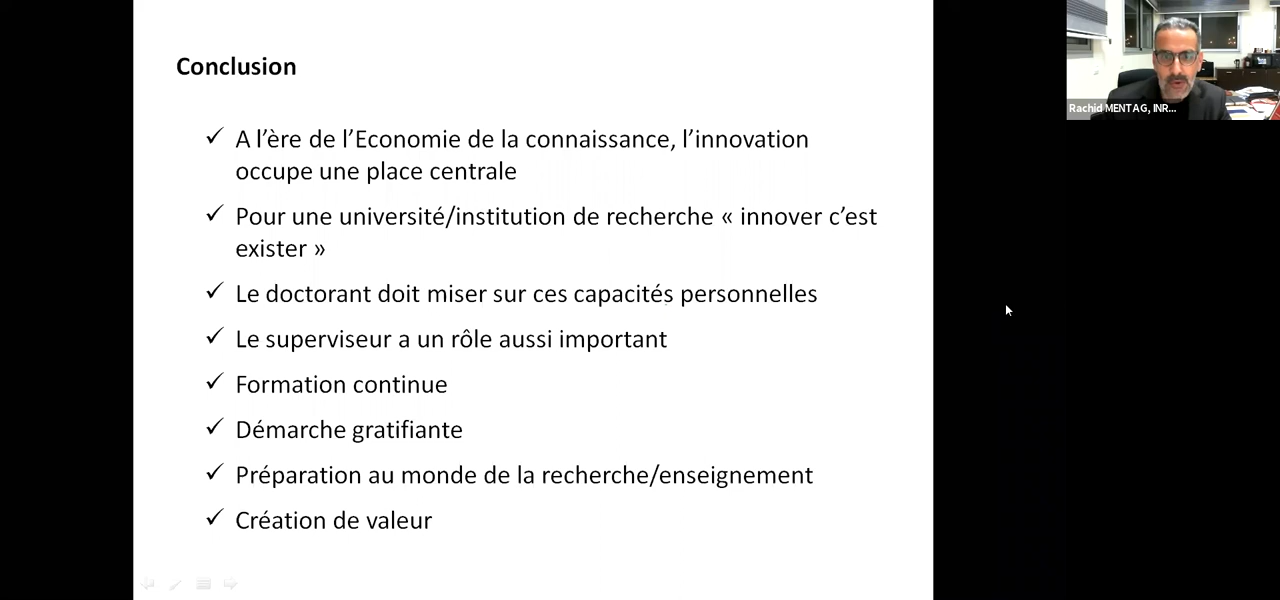 Conclusion
A l'ère de l'Economie de la connaissance, l'innovation
occupe une place centrale
Pour une université/institution de recherche « innover c'est
exister »
Le doctorant doit miser sur ces capacités personnelles
Le superviseur a un rôle aussi important
Formation continue
Démarche gratifiante
Préparation au monde de la recherche/enseignement
Création de valeur
Rachid MENTAG, INR...